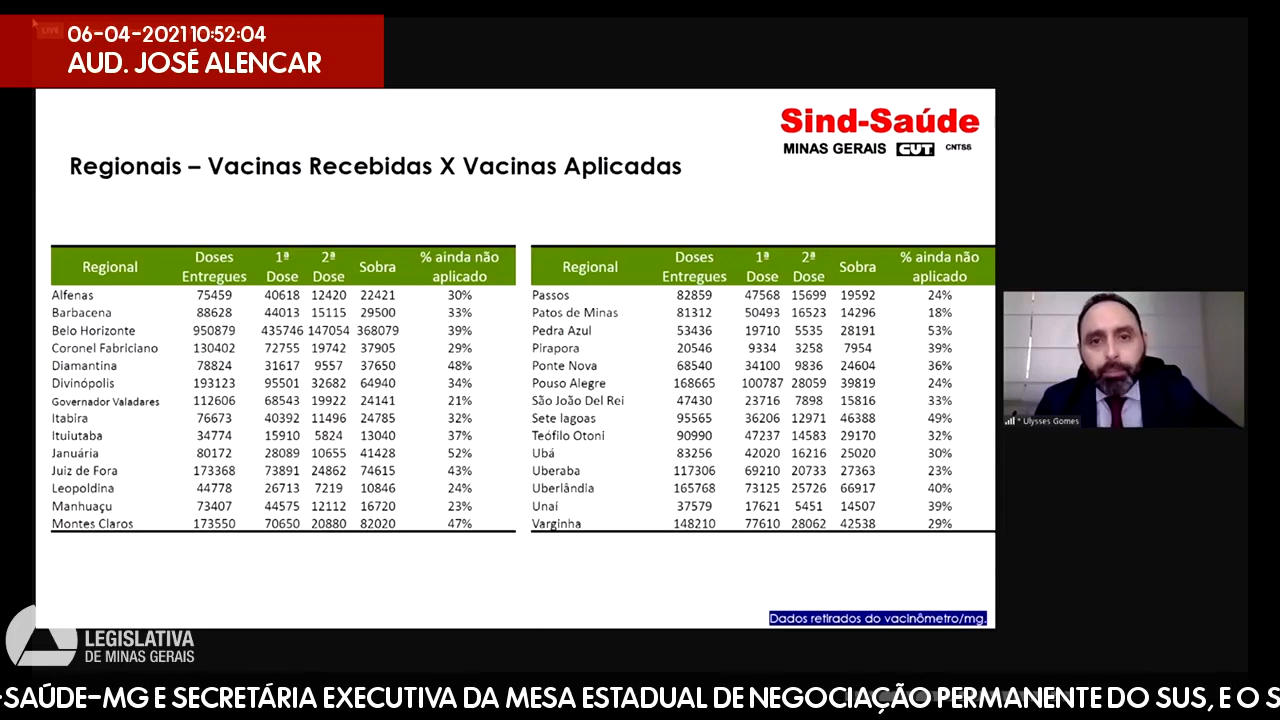 LIVE
06-04-2021 10:52:04
AUD. JOSÉ ALENCAR
Sind-Saúde
MINAS GERAIS CUT CNTSS
Regionais – Vacinas Recebidas X Vacinas Aplicadas
Regional Doses Entregues 1ª Dose 2ª Dose Sobra % ainda não aplicado
Alfenas 75459 40618 12420 22421 30%
Barbacena 88628 44013 15115 29500 33%
Belo Horizonte 950879 435746 147054 368079 39%
Coronel Fabriciano 130402 72755 19742 37905 29%
Diamantina 78824 31617 9557 37650 48%
Divinópolis 193123 95501 32682 64940 34%
Governador Valadares 112606 68543 19922 24141 21%
Itabira 76673 40392 11496 24785 32%
Ituiutaba 34774 15910 5824 13040 37%
Januária 80172 28089 10655 41428 52%
Juiz de Fora 173368 73891 24862 74615 43%
Leopoldina 44778 26713 7219 10846 24%
Manhuaçu 73407 44575 12112 16720 23%
Montes Claros 173550 70650 20880 82020 47%
Regional Doses Entregues 1ª Dose 2ª Dose Sobra % ainda não aplicado
Passos 82859 47568 15699 19592 24%
Patos de Minas 81312 50493 16523 14296 18%
Pedra Azul 53436 19710 5535 28191 53%
Pirapora 20546 9334 3258 7954 39%
Ponte Nova 68540 34100 9836 24604 36%
Pouso Alegre 168665 100787 28059 39819 24%
São João Del Rei 47430 23716 7898 15816 33%
Sete lagoas 95565 36206 12971 46388 49%
Teófilo Otoni 90990 47237 14583 29170 32%
Ubá 83256 42020 16216 25020 30%
Uberaba 117306 69210 20733 27363 23%
Uberlândia 165768 73125 25726 66917 40%
Unaí 37579 17621 5451 14507 39%
Varginha 148210 77610 28062 42538 29%
* Ulysses Gomes
Dados retirados do vacinômetro/mg.
LEGISLATIVA
DE MINAS GERAIS
-SAÚDE-MG E SECRETÁRIA EXECUTIVA DA MESA ESTADUAL DE NEGOCIAÇÃO PERMANENTE DO SUS, E O S